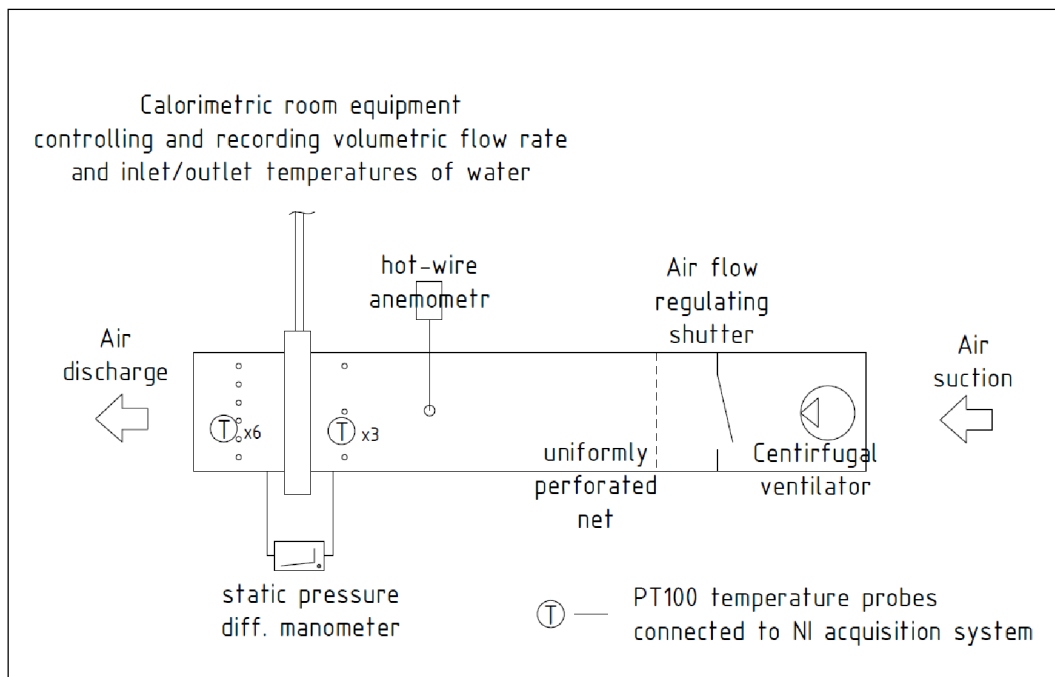 Calorimetric room equipment
controlling and recording volumetric flow rate
and inlet/outlet temperatures of water
hot-wire
anemometr
Air flow
regulating
shutter
Air
discharge
Air
suction
T x6
T x3
uniformly
perforated
net
Centirfugal
ventilator
static pressure
diff. manometer
T
PT100 temperature probes
connected to NI acquisition system